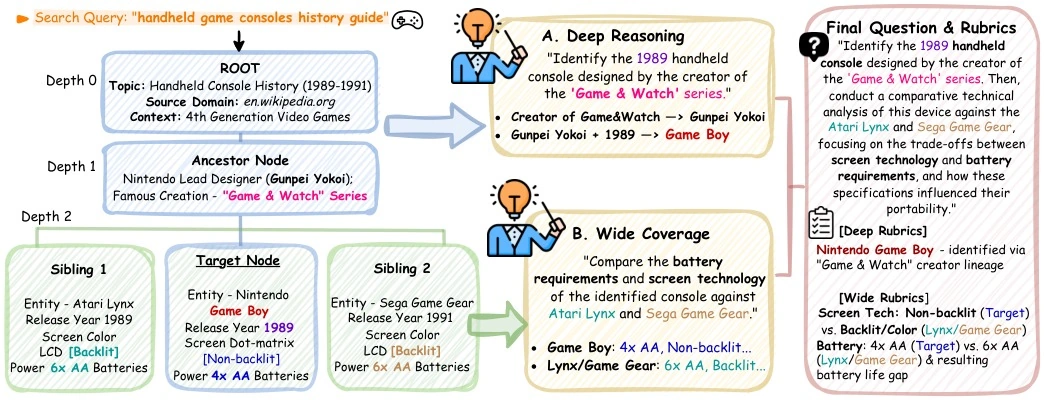 Search Query: "handheld game consoles history guide"
Depth 0
ROOT
Topic: Handheld Console History (1989-1991)
Source Domain: en.wikipedia.org
Context: 4th Generation Video Games
Depth 1
Ancestor Node
Nintendo Lead Designer (Gunpei Yokoi);
Famous Creation - "Game & Watch" Series
Depth 2
Sibling 1
Entity - Atari Lynx
Release Year 1989
Screen Color
LCD [Backlit]
Power 6x AA Batteries
Target Node
Entity - Nintendo
Game Boy
Release Year 1989
Screen Dot-matrix
[Non-backlit]
Power 4x AA Batteries
Sibling 2
Entity - Sega Game Gear
Release Year 1991
Screen Color
LCD [Backlit]
Power 6x AA Batteries
A. Deep Reasoning
"Identify the 1989 handheld
console designed by the creator of
the 'Game & Watch' series."
• Creator of Game&Watch —> Gunpei Yokoi
• Gunpei Yokoi + 1989 —> Game Boy
B. Wide Coverage
"Compare the battery
requirements and screen technology
of the identified console against
Atari Lynx and Sega Game Gear."
• Game Boy: 4x AA, Non-backlit...
• Lynx/Game Gear: 6x AA, Backlit...
Final Question & Rubrics
?
"Identify the 1989 handheld
console designed by the creator of
the 'Game & Watch' series. Then,
conduct a comparative technical
analysis of this device against the
Atari Lynx and Sega Game Gear,
focusing on the trade-offs between
screen technology and battery
requirements, and how these
specifications influenced their
portability."
[Deep Rubrics]
Nintendo Game Boy - identified via
"Game & Watch" creator lineage
[Wide Rubrics]
Screen Tech: Non-backlit (Target)
vs. Backlit/Color (Lynx/Game Gear)
Battery: 4x AA (Target) vs. 6x AA
(Lynx/Game Gear) & resulting
battery life gap